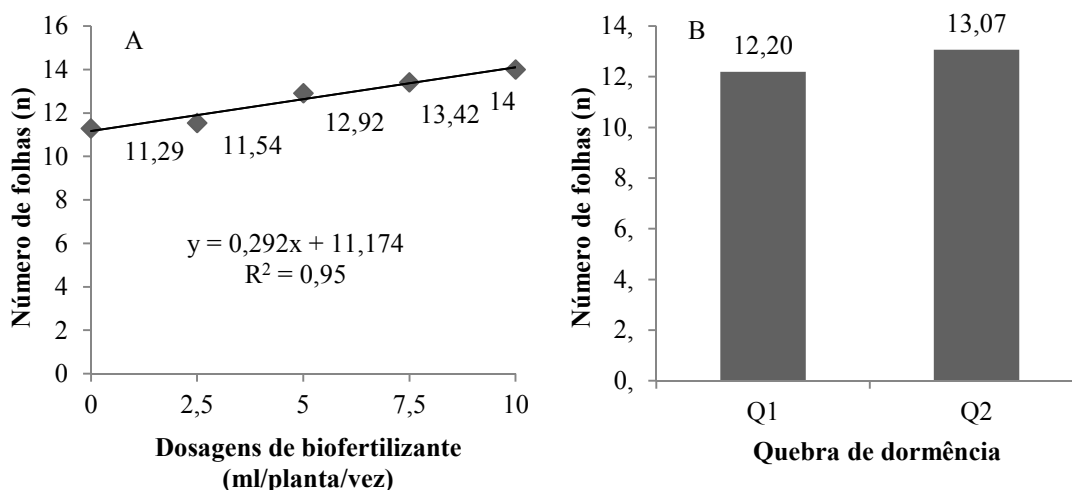 A
Número de folhas (n)
16
14
12
10
8
6
4
2
0
11,29
11,54
12,92
13,42
14
y = 0,292x + 11,174
R² = 0,95
0
2,5
5
7,5
10
Dosagens de biofertilizante
(ml/planta/vez)
B
Número de folhas (n)
14,
12,
10,
8,
6,
4,
2,
0,
12,20
13,07
Q1
Q2
Quebra de dormência